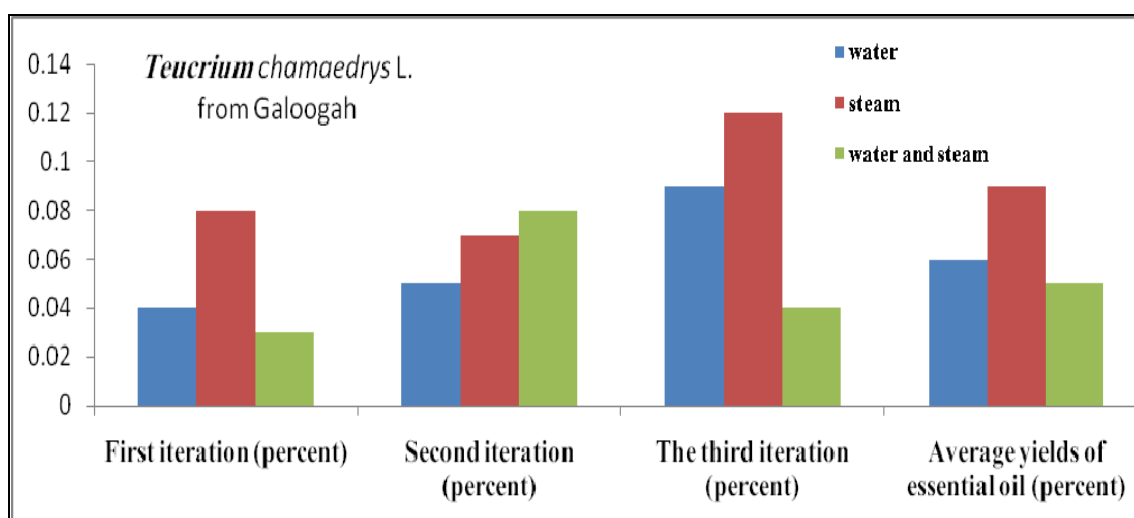 Teucrium chamaedrys L.
from Galoogah
water
steam
water and steam
0.14
0.12
0.1
0.08
0.06
0.04
0.02
0
First iteration (percent)
Second iteration
(percent)
The third iteration
(percent)
Average yields of
essential oil (percent)